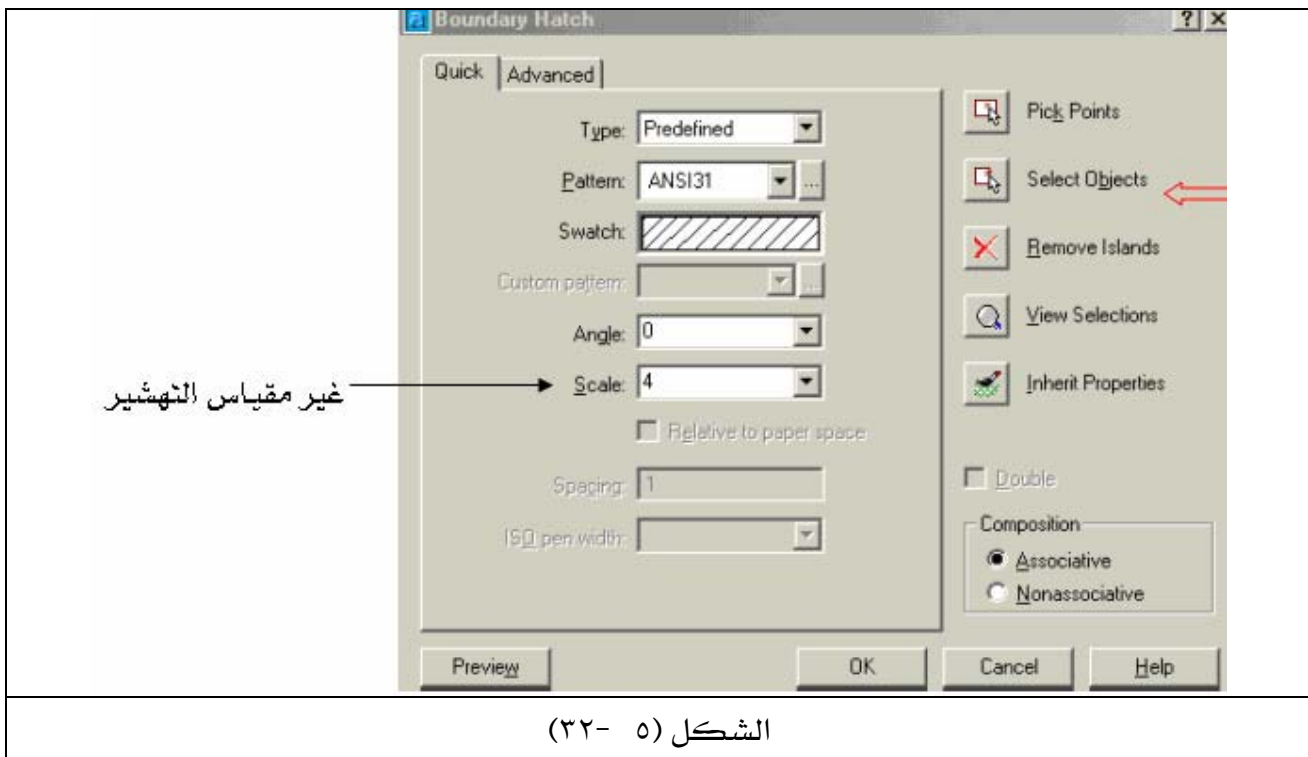 Boundary Hatch
Quick Advanced
Type: Predefined
Pattern: ANSI31 ...
Swatch:
Custom pattern: ...
Angle: 0
غير مقياس التهشير
Scale: 4
Relative to paper space
Spacing: 1
ISO pen width:
Pick Points
Select Objects
Remove Islands
View Selections
Inherit Properties
Double
Composition
Associative
Nonassociative
Preview OK Cancel Help
الشكل (٥ -٣٢)